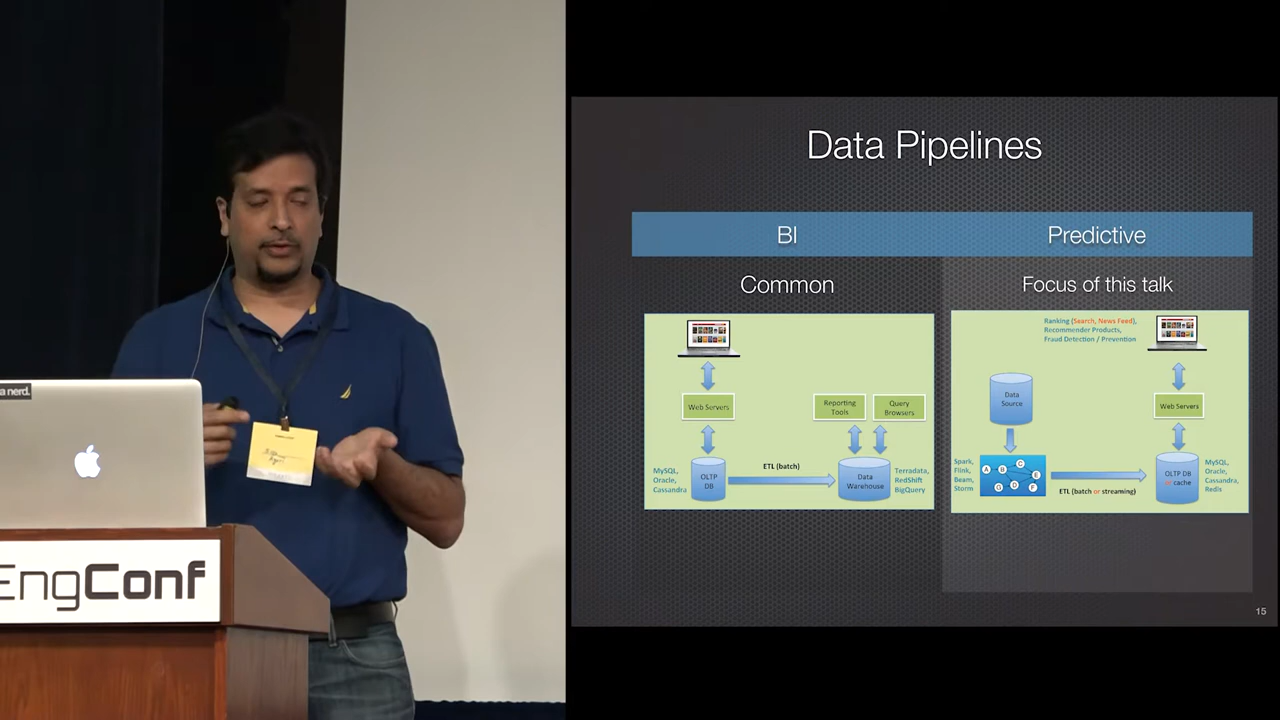 a nerd.
EngConf
Data Pipelines
BI
Predictive
Common
Focus of this talk
Web Servers
Reporting
Tools
Query
Browsers
MySQL,
Oracle,
Cassandra
OLTP
DB
ETL (batch)
Data
Warehouse
Terradata,
RedShift
BigQuery
Ranking (Search, News Feed),
Recommender Products,
Fraud Detection / Prevention
Data
Source
Web Servers
Spark,
Flink,
Beam,
Storm
A
B
C
E
G
D
F
ETL (batch or streaming)
OLTP DB
or cache
MySQL,
Oracle,
Cassandra,
Redis
15